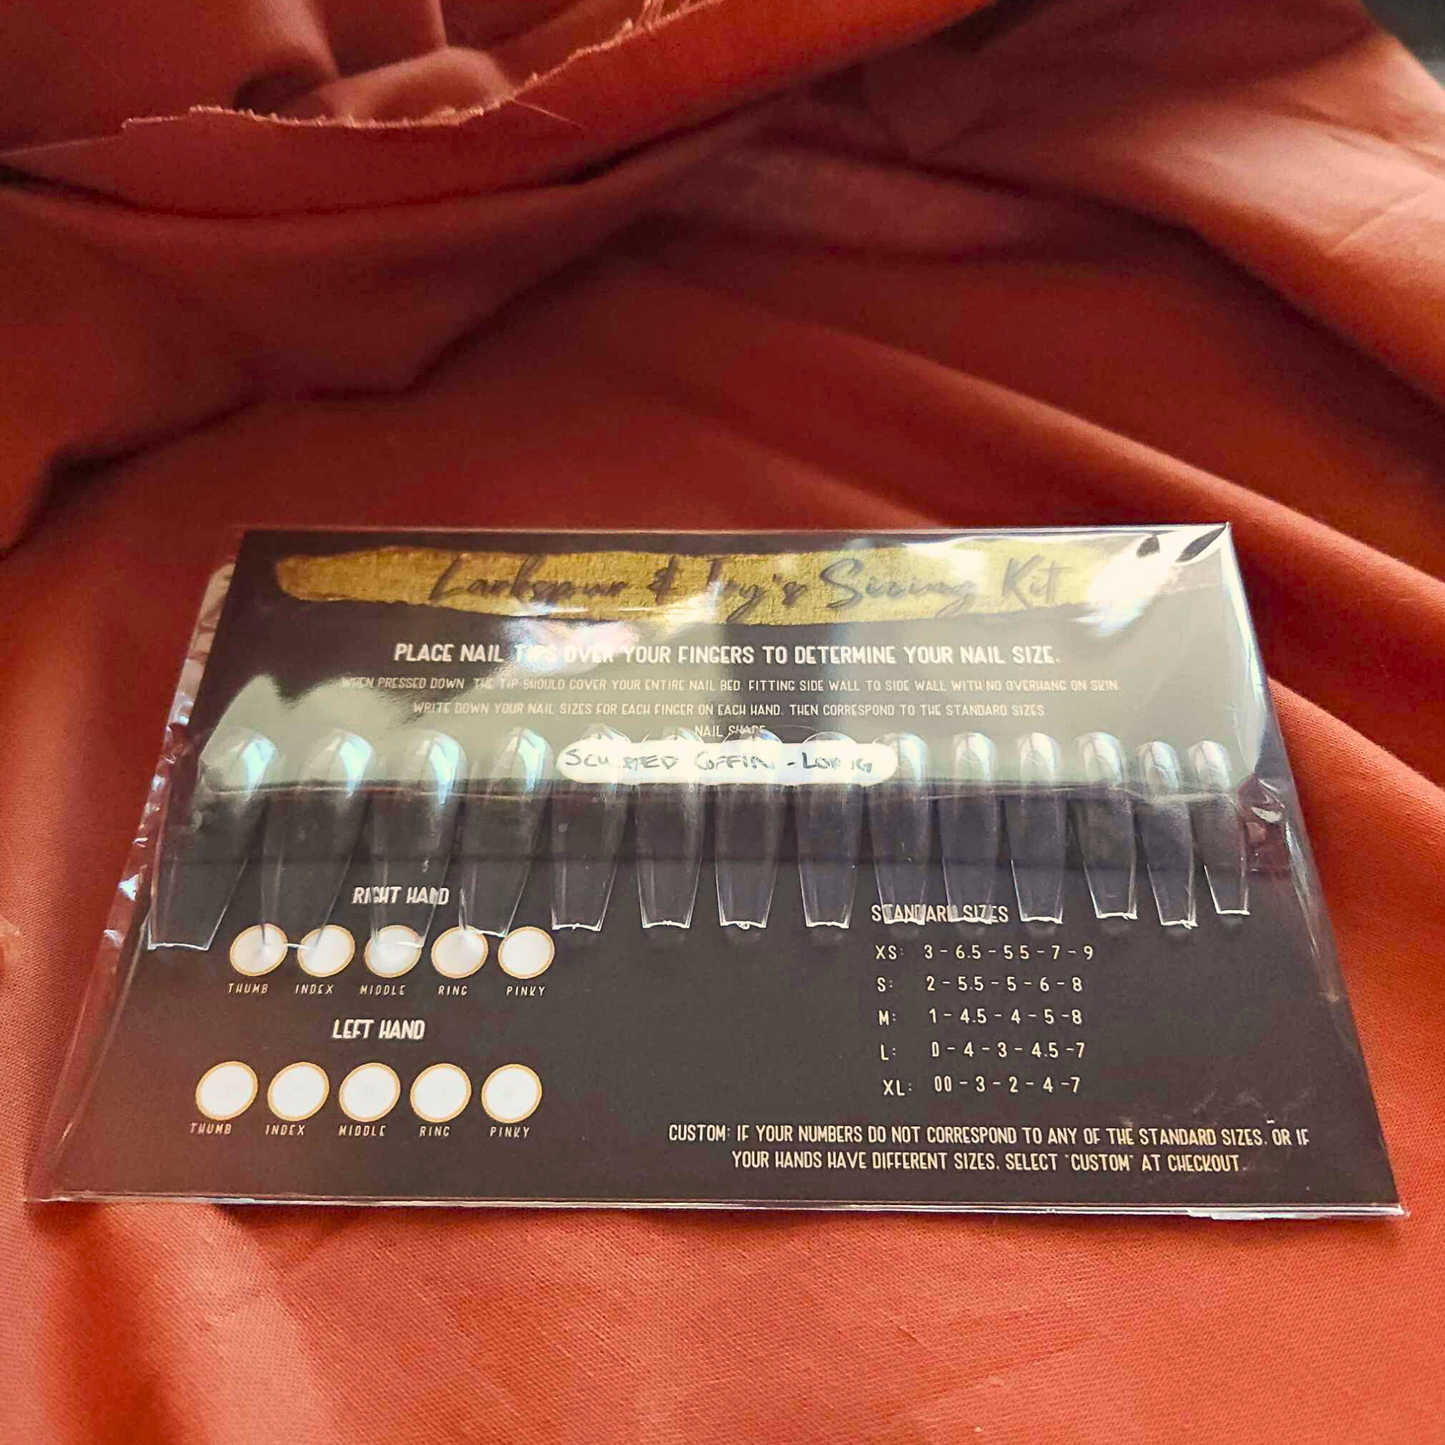 Larkspur & Ivy's Sizing Kit
PLACE NAIL TIPS OVER YOUR FINGERS TO DETERMINE YOUR NAIL SIZE.
WHEN PRESSED DOWN, THE TIP SHOULD COVER YOUR ENTIRE NAIL BED, FITTING SIDE WALL TO SIDE WALL WITH NO OVERHANG ON SKIN.
WRITE DOWN YOUR NAIL SIZES FOR EACH FINGER ON EACH HAND, THEN CORRESPOND TO THE STANDARD SIZES
NAIL SHAPE
SCULPTED COFFIN - LONG
RIGHT HAND
THUMB INDEX MIDDLE RING PINKY
LEFT HAND
THUMB INDEX MIDDLE RING PINKY
STANDARD SIZES
XS: 3 - 6.5 - 5.5 - 7 - 9
S: 2 - 5.5 - 5 - 6 - 8
M: 1 - 4.5 - 4 - 5 - 8
L: 0 - 4 - 3 - 4.5 - 7
XL: 00 - 3 - 2 - 4 - 7
CUSTOM: IF YOUR NUMBERS DO NOT CORRESPOND TO ANY OF THE STANDARD SIZES, OR IF
YOUR HANDS HAVE DIFFERENT SIZES, SELECT "CUSTOM" AT CHECKOUT.